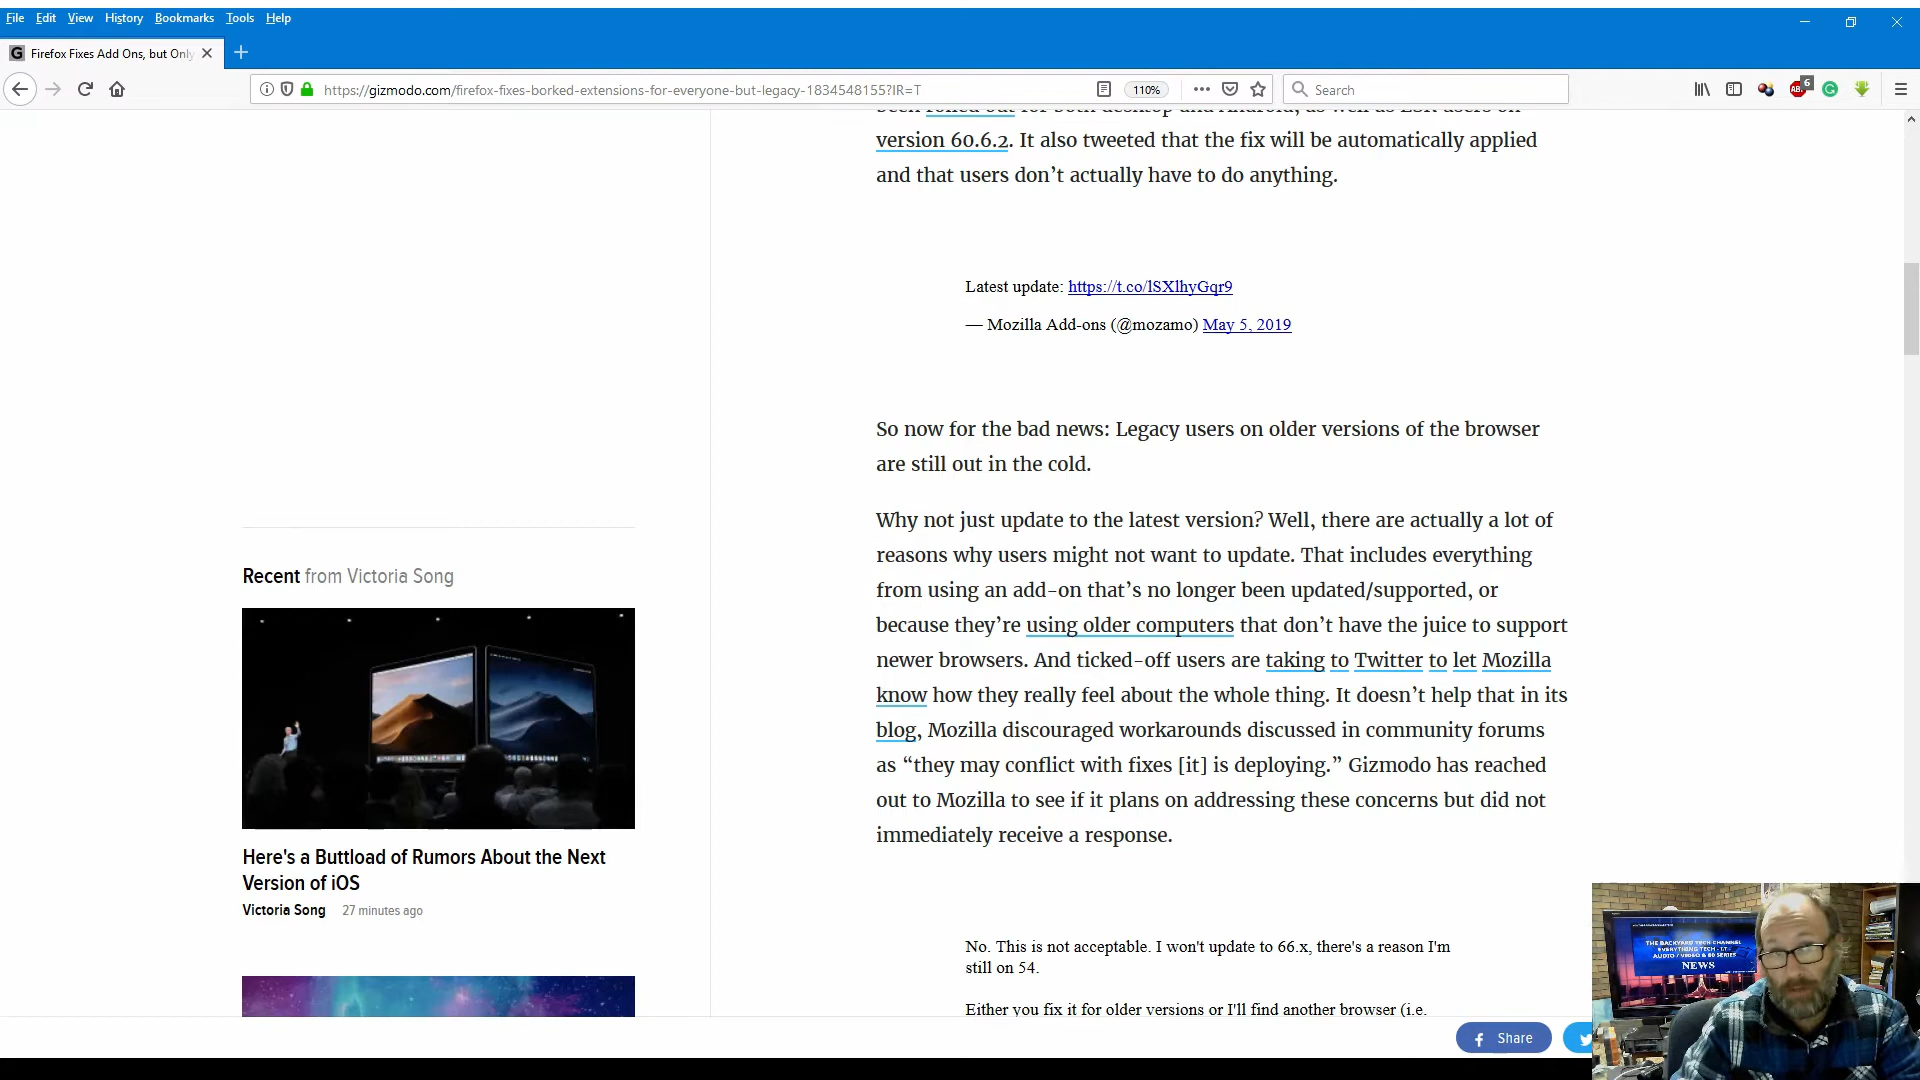 File Edit View History Bookmarks Tools Help
G Firefox Fixes Add Ons, but Only
https://gizmodo.com/firefox-fixes-borked-extensions-for-everyone-but-legacy-1834548155?IR=T 110% Search
ABP 6
been rolled out for both desktop and Android, as well as ESR users on
version 60.6.2. It also tweeted that the fix will be automatically applied
and that users don’t actually have to do anything.
Latest update: https://t.co/lSXlhyGqr9
— Mozilla Add-ons (@mozamo) May 5, 2019
So now for the bad news: Legacy users on older versions of the browser
are still out in the cold.
Why not just update to the latest version? Well, there are actually a lot of
reasons why users might not want to update. That includes everything
from using an add-on that’s no longer been updated/supported, or
because they’re using older computers that don’t have the juice to support
newer browsers. And ticked-off users are taking to Twitter to let Mozilla
know how they really feel about the whole thing. It doesn’t help that in its
blog, Mozilla discouraged workarounds discussed in community forums
as “they may conflict with fixes [it] is deploying.” Gizmodo has reached
out to Mozilla to see if it plans on addressing these concerns but did not
immediately receive a response.
No. This is not acceptable. I won't update to 66.x, there's a reason I'm
still on 54.
Either you fix it for older versions or I'll find another browser (i.e.
Recent from Victoria Song
Here's a Buttload of Rumors About the Next
Version of iOS
Victoria Song 27 minutes ago
Share
THE BACKYARD TECH CHANNEL
EVERYTHING TECH - I.T
AUDIO / VIDEO & 80 SERIES
NEWS